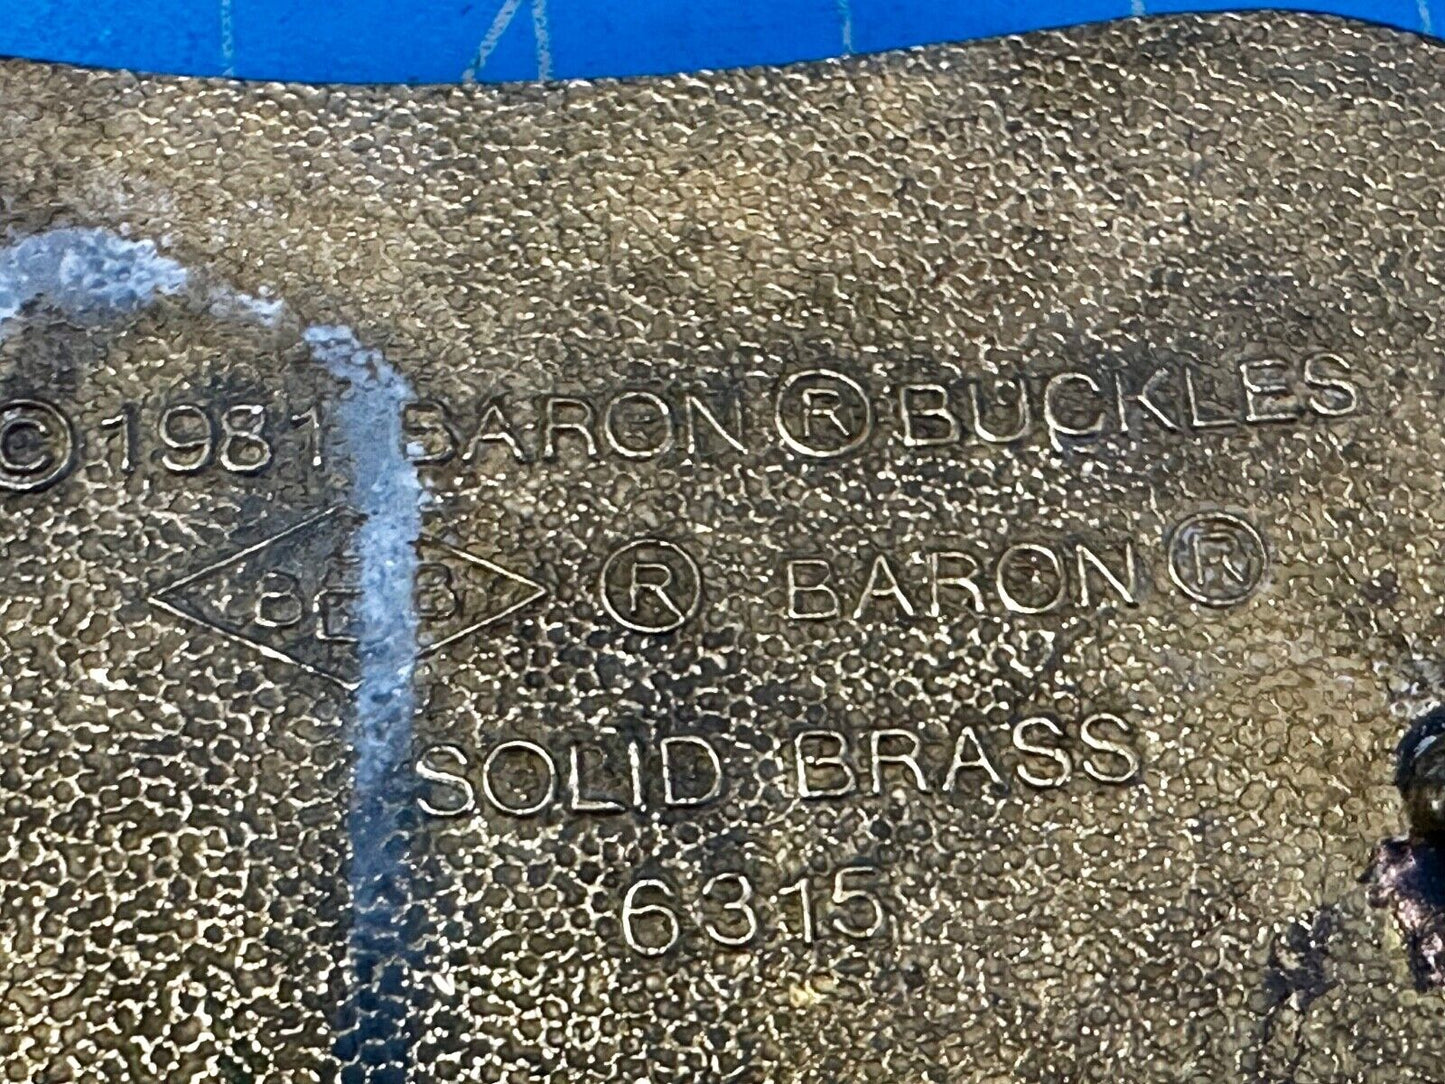 © 1981 BARON ® BUCKLES
BBB ® BARON ®
SOLID BRASS
6315